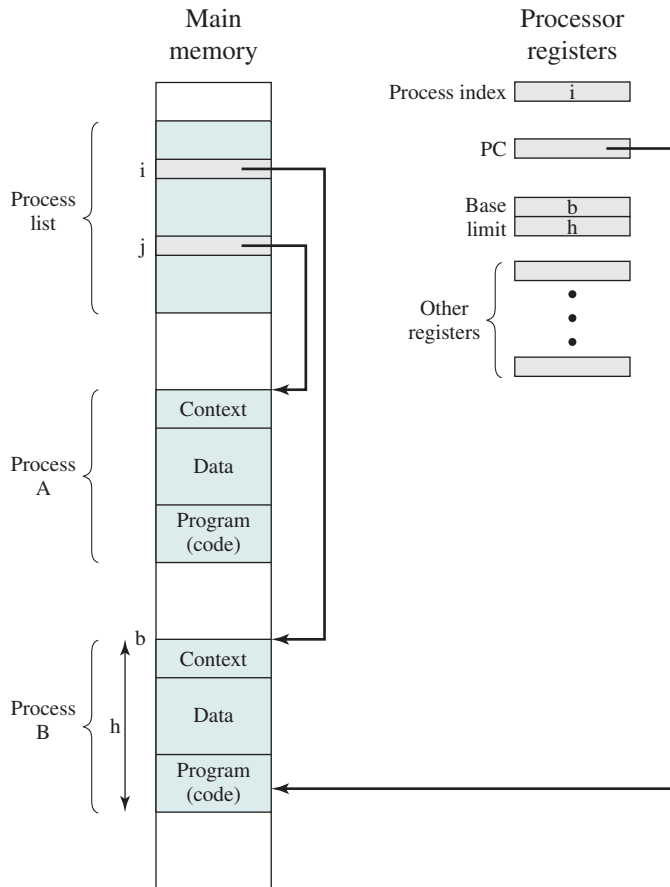 Main
memory
Processor
registers
Process index
i
PC
Base
limit
b
h
Other
registers
Process
list
i
j
Process
A
Context
Data
Program
(code)
b
Process
B
h
Context
Data
Program
(code)